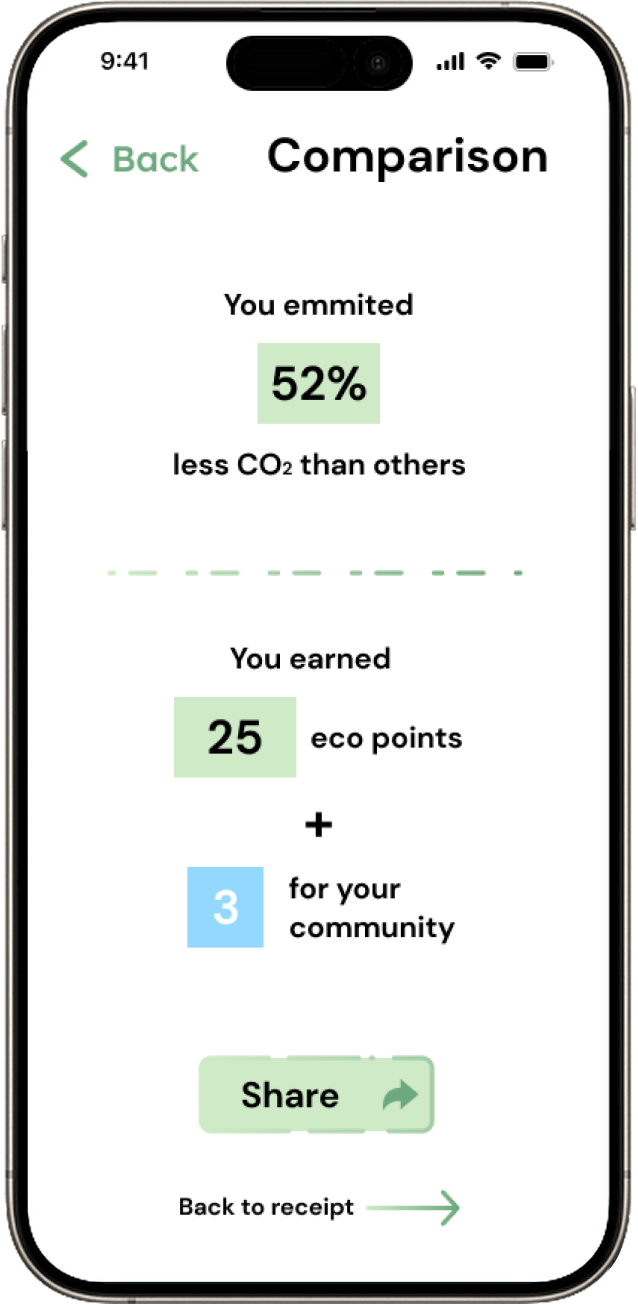 9:41
Back
Comparison
You emmited
52%
less CO₂ than others
You earned
25 eco points
+
3 for your
community
Share
Back to receipt